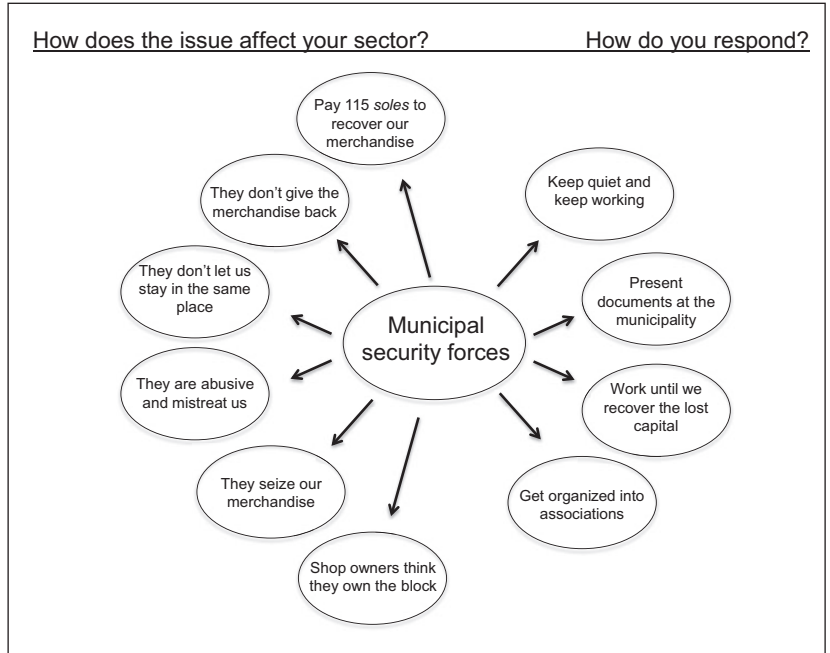 How does the issue affect your sector?
How do you respond?
Pay 115 soles to
recover our
merchandise
They don’t give the
merchandise back
They don’t let us
stay in the same
place
They are abusive
and mistreat us
They seize our
merchandise
Shop owners think
they own the block
Municipal
security forces
Keep quiet and
keep working
Present
documents at the
municipality
Work until we
recover the lost
capital
Get organized into
associations